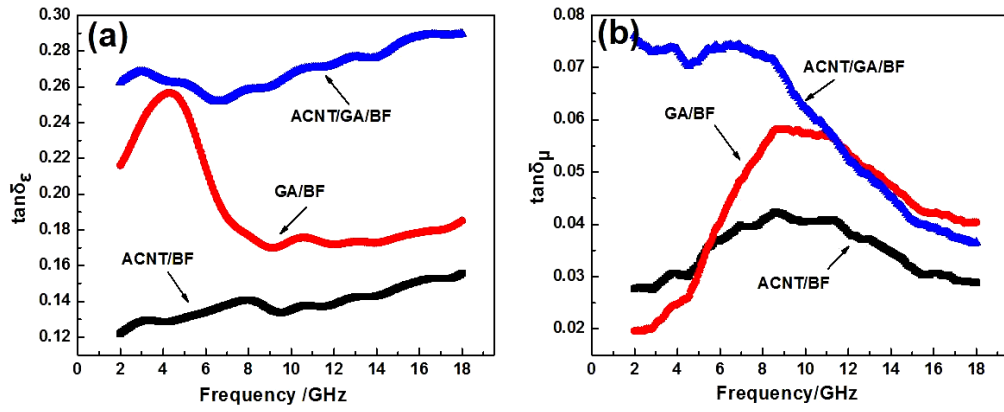 (a)
0.30
0.28
0.26
0.24
0.22
0.20
0.18
0.16
0.14
0.12
tanδε
ACNT/GA/BF
GA/BF
ACNT/BF
0 2 4 6 8 10 12 14 16 18
Frequency /GHz
(b)
0.08
0.07
0.06
0.05
0.04
0.03
0.02
tanδμ
ACNT/GA/BF
GA/BF
ACNT/BF
0 2 4 6 8 10 12 14 16 18
Frequency/GHz